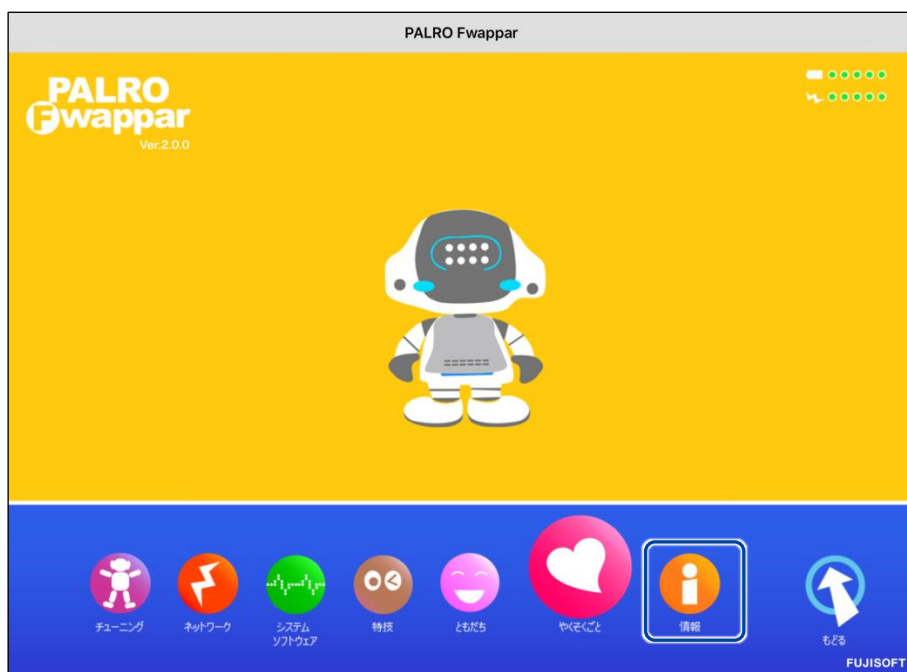 PALRO Fwappar
PALRO
Fwappar
Ver.2.0.0
チューニング
ネットワーク
システム
ソフトウェア
特技
ともだち
やくそくごと
情報
もどる
FUJISOFT